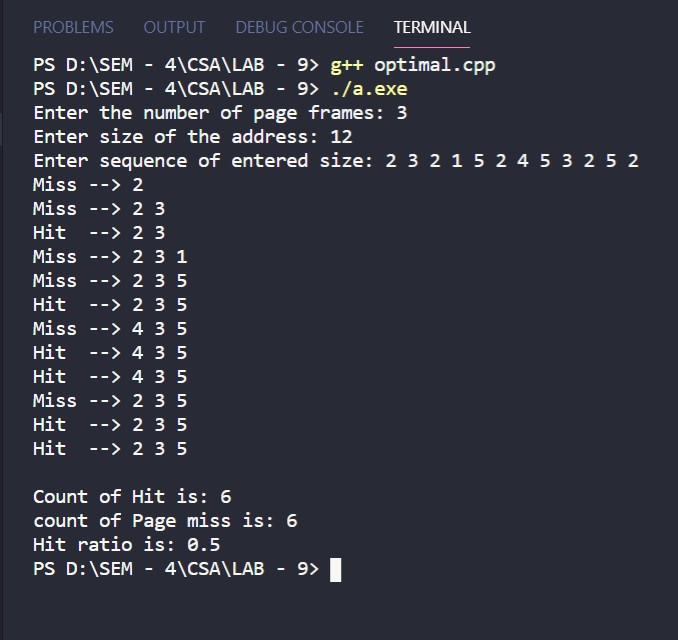 PROBLEMS OUTPUT DEBUG CONSOLE TERMINAL
PS D:\SEM - 4\CSA\LAB - 9> g++ optimal.cpp
PS D:\SEM - 4\CSA\LAB - 9> ./a.exe
Enter the number of page frames: 3
Enter size of the address: 12
Enter sequence of entered size: 2 3 2 1 5 2 4 5 3 2 5 2
Miss --> 2
Miss --> 2 3
Hit  --> 2 3
Miss --> 2 3 1
Miss --> 2 3 5
Hit  --> 2 3 5
Miss --> 4 3 5
Hit  --> 4 3 5
Hit  --> 4 3 5
Miss --> 2 3 5
Hit  --> 2 3 5
Hit  --> 2 3 5
Count of Hit is: 6
count of Page miss is: 6
Hit ratio is: 0.5
PS D:\SEM - 4\CSA\LAB - 9>